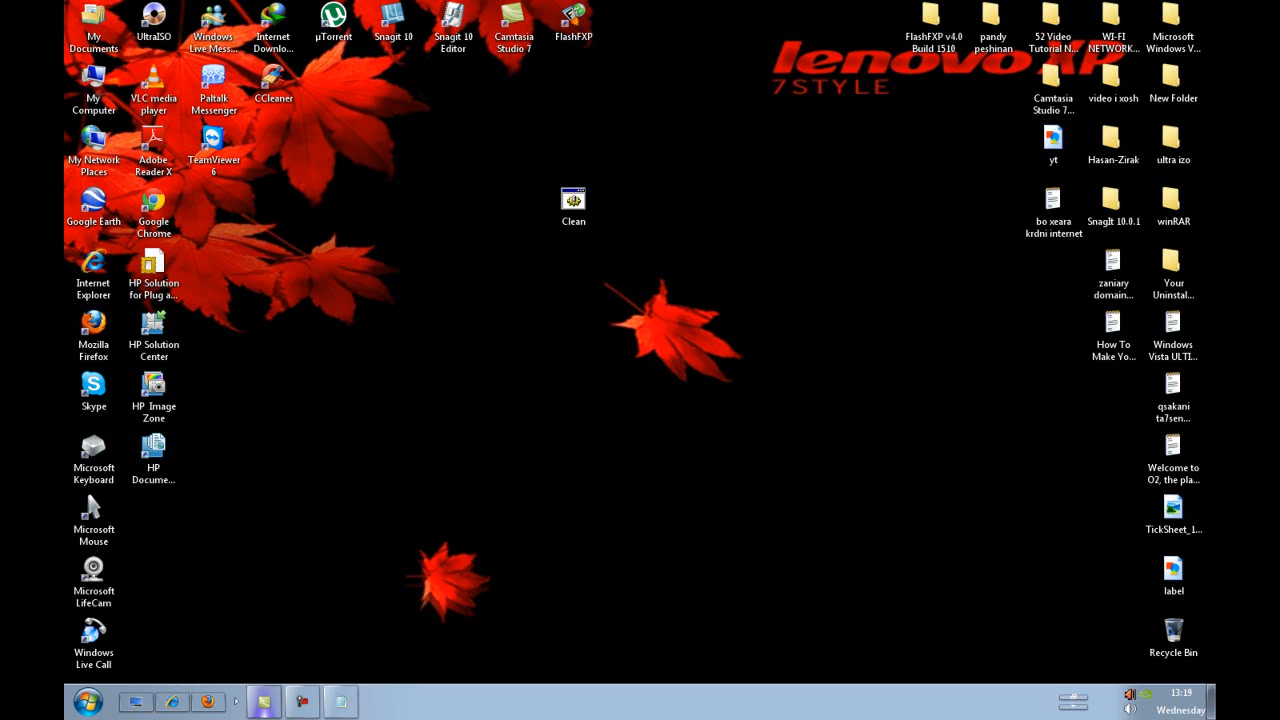 My
Documents
UltraISO
Windows
Live Mess...
Internet
Downlo...
µTorrent
Snagit 10
Snagit 10
Editor
Camtasia
Studio 7
FlashFXP
FlashFXP v4.0
Build 1510
pandy
peshinan
52 Video
Tutorial N...
WI-FI
NETWORK...
Microsoft
Windows V...
lenovo XP
7STYLE
My
Computer
VLC media
player
Paltalk
Messenger
CCleaner
Camtasia
Studio 7...
video i xosh
New Folder
My Network
Places
Adobe
Reader X
TeamViewer
6
yt
Hasan-Zirak
ultra izo
Google Earth
Google
Chrome
Clean
bo xeara
krdni internet
SnagIt 10.0.1
winRAR
Internet
Explorer
HP Solution
for Plug a...
zaniary
domain...
Your
Uninstal...
Mozilla
Firefox
HP Solution
Center
How To
Make Yo...
Windows
Vista ULTI...
Skype
HP Image
Zone
qsakani
ta7sen...
Microsoft
Keyboard
HP
Docume...
Welcome to
O2, the pla...
Microsoft
Mouse
TickSheet_1...
Microsoft
LifeCam
label
Windows
Live Call
Recycle Bin
13:19
Wednesday